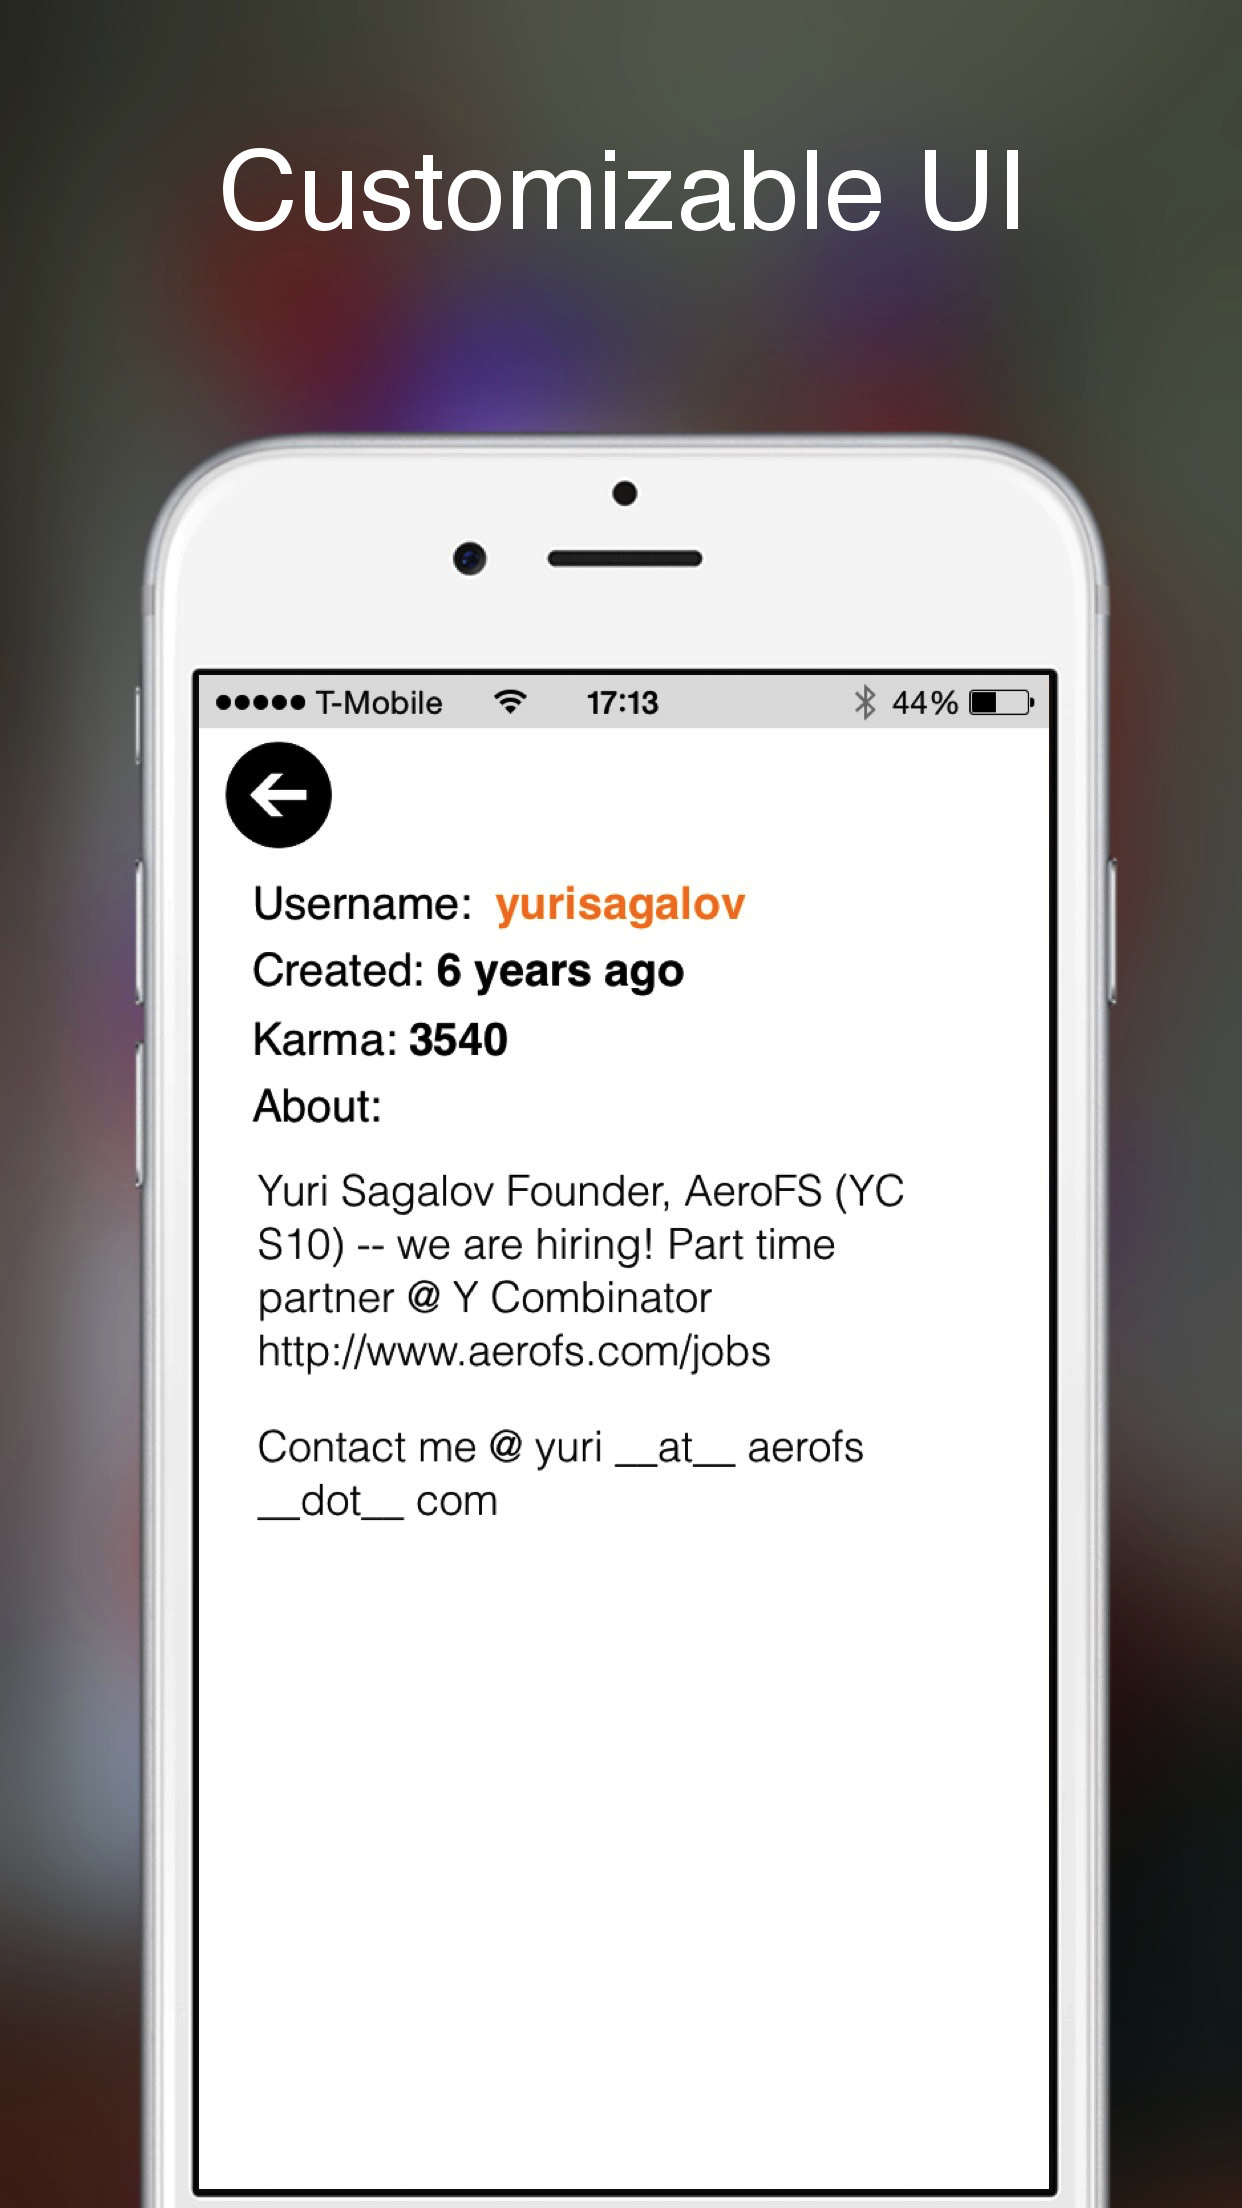 Customizable UI
T-Mobile 17:13 44%
Username: yurisagalov
Created: 6 years ago
Karma: 3540
About:
Yuri Sagalov Founder, AeroFS (YC
S10) -- we are hiring! Part time
partner @ Y Combinator
http://www.aerofs.com/jobs
Contact me @ yuri __at__ aerofs
__dot__ com